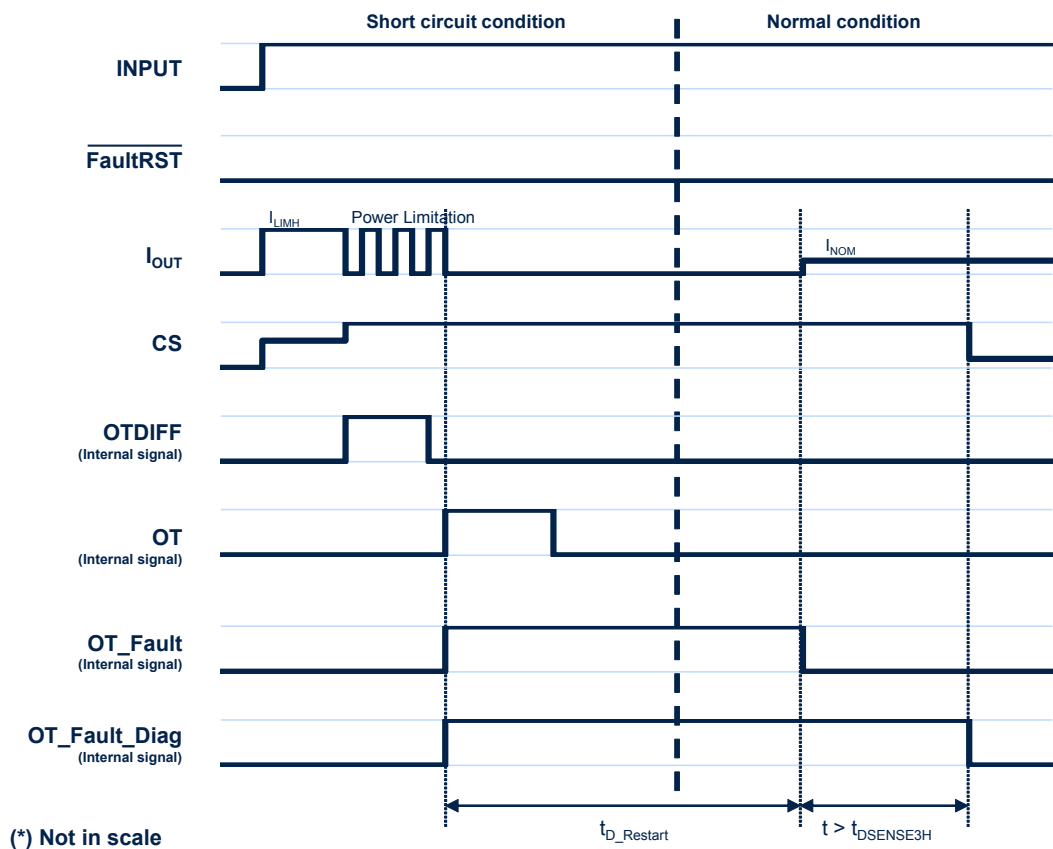 Short circuit condition
Normal condition
INPUT
FaultRST
I_LIMH
Power Limitation
I_OUT
I_NOM
CS
OTDIFF
(Internal signal)
OT
(Internal signal)
OT_Fault
(Internal signal)
OT_Fault_Diag
(Internal signal)
t_D_Restart
t > t_DSENSE3H
(*) Not in scale